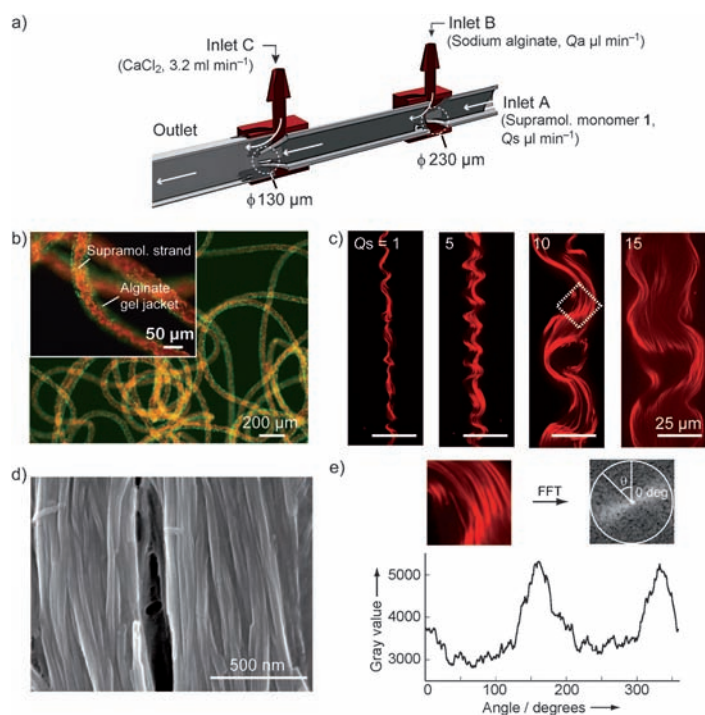 a)
Inlet C
(CaCl₂, 3.2 ml min⁻¹)
Inlet B
(Sodium alginate, Qa µl min⁻¹)
Inlet A
(Supramol. monomer 1,
Qs µl min⁻¹)
Outlet
ϕ 230 µm
ϕ 130 µm
b)
Supramol. strand
Alginate
gel jacket
50 µm
200 µm
c)
Qs = 1
5
10
15
25 µm
d)
500 nm
e)
FFT
θ
0 deg
Gray value
5000
4000
3000
0
100
200
300
Angle / degrees